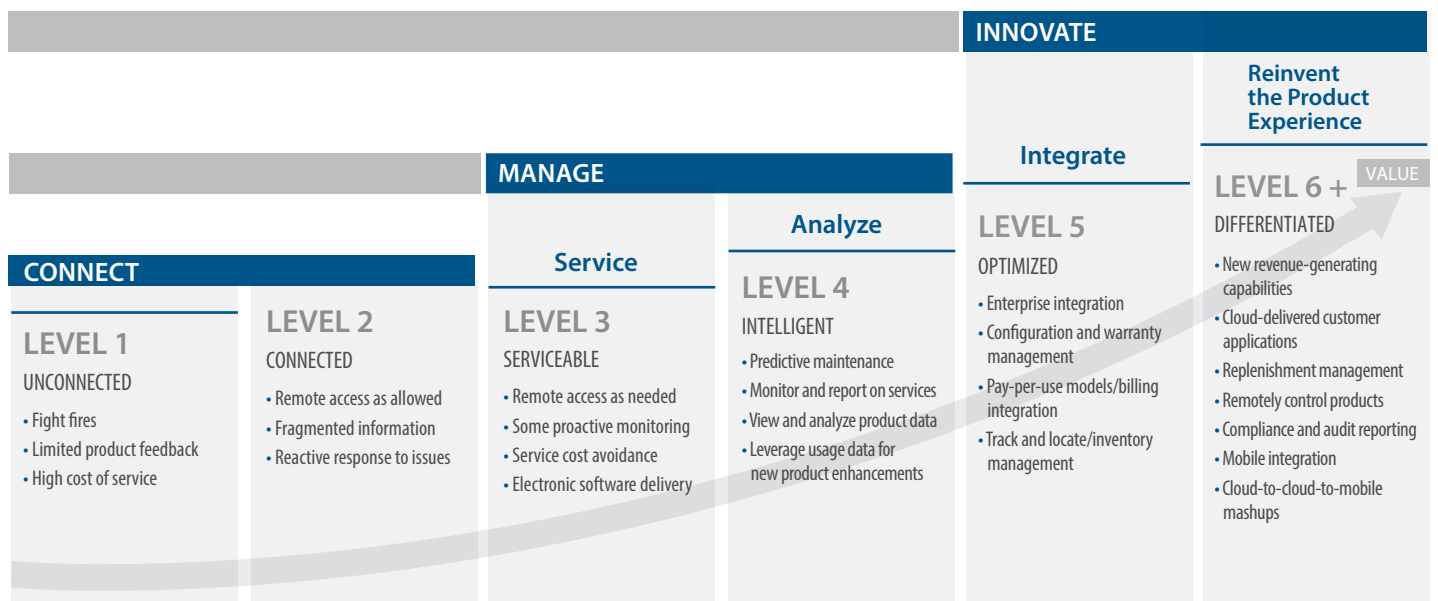 CONNECT
LEVEL 1
UNCONNECTED
• Fight fires
• Limited product feedback
• High cost of service
LEVEL 2
CONNECTED
• Remote access as allowed
• Fragmented information
• Reactive response to issues
MANAGE
Service
LEVEL 3
SERVICEABLE
• Remote access as needed
• Some proactive monitoring
• Service cost avoidance
• Electronic software delivery
Analyze
LEVEL 4
INTELLIGENT
• Predictive maintenance
• Monitor and report on services
• View and analyze product data
• Leverage usage data for
new product enhancements
INNOVATE
Integrate
LEVEL 5
OPTIMIZED
• Enterprise integration
• Configuration and warranty
management
• Pay-per-use models/billing
integration
• Track and locate/inventory
management
Reinvent
the Product
Experience
VALUE
LEVEL 6 +
DIFFERENTIATED
• New revenue-generating
capabilities
• Cloud-delivered customer
applications
• Replenishment management
• Remotely control products
• Compliance and audit reporting
• Mobile integration
• Cloud-to-cloud-to-mobile
mashups